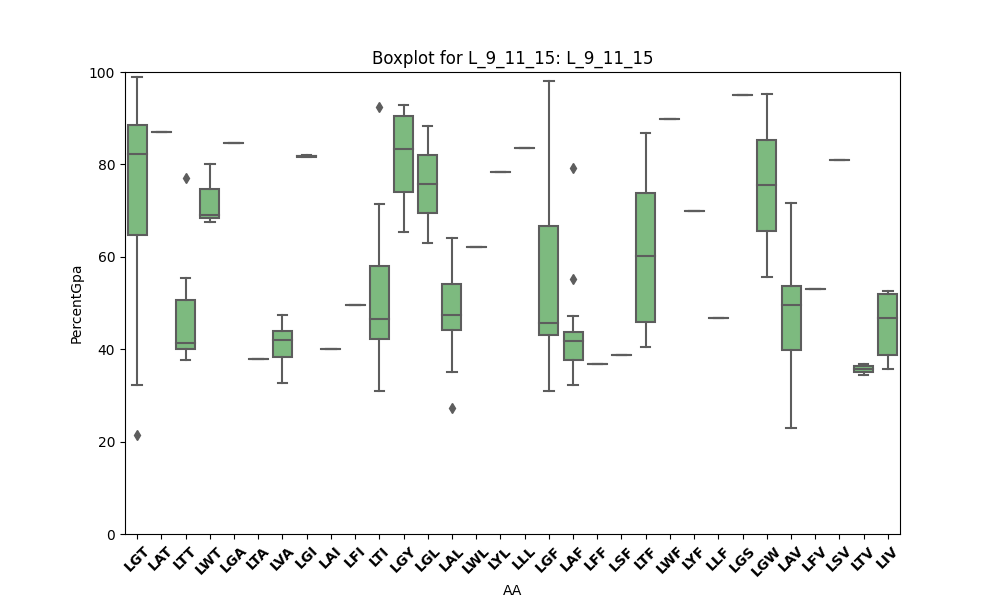 Boxplot for L_9_11_15: L_9_11_15
100
80
60
40
20
0
PercentGpa
LGT LAT LTT LWT LGA LTA LVA LGI LAI LFI LTI LGY LGL LAL LWL LYL LLL LGF LAF LFF LSF LTF LWF LYF LLF LGS LGW LAV LFV LSV LTV LIV
AA